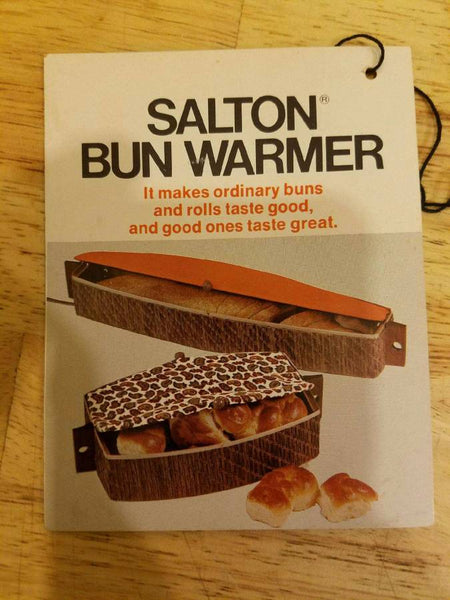 SALTON®
BUN WARMER
It makes ordinary buns
and rolls taste good,
and good ones taste great.